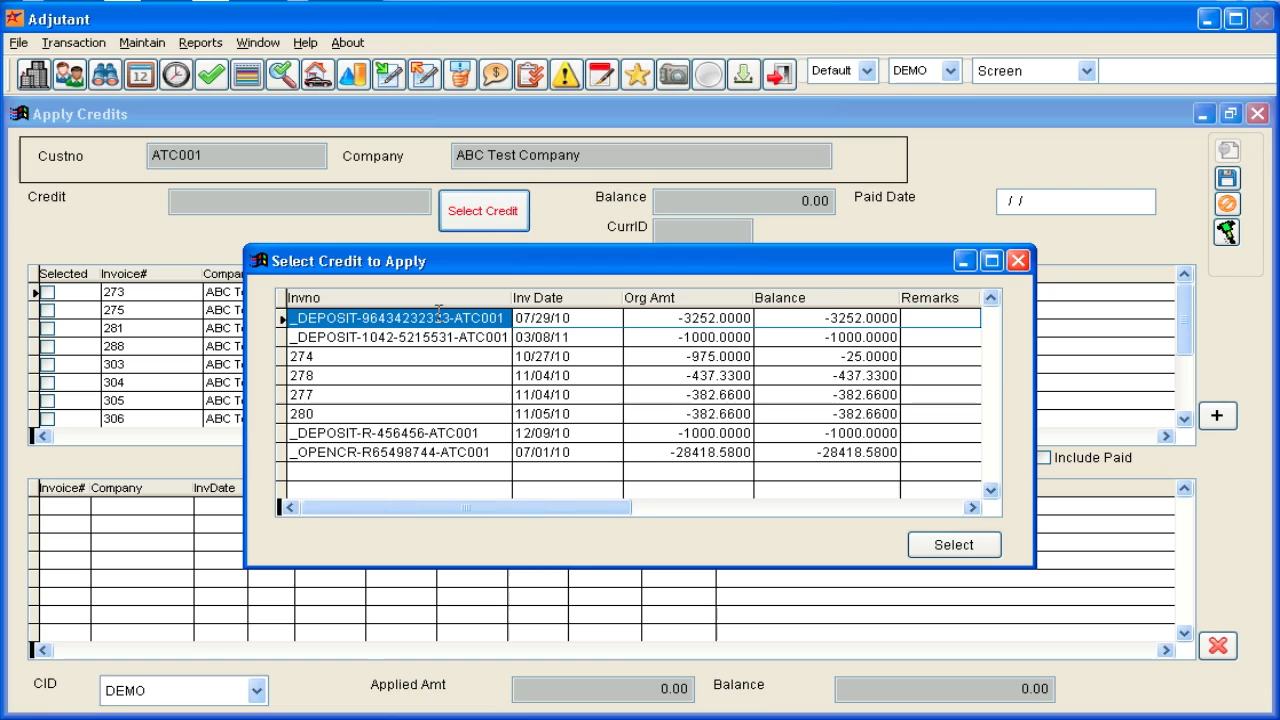 Adjutant
File Transaction Maintain Reports Window Help About
12 $ Default DEMO Screen
Apply Credits
Custno ATC001 Company ABC Test Company
Credit Select Credit Balance 0.00 Paid Date / /
CurrID
Select Credit to Apply
Selected Invoice# Compa
273 ABC T
275 ABC T
281 ABC T
288 ABC T
303 ABC T
304 ABC T
305 ABC T
306 ABC T
Invno Inv Date Org Amt Balance Remarks
_DEPOSIT-96434232323-ATC001 07/29/10 -3252.0000 -3252.0000
_DEPOSIT-1042-5215531-ATC001 03/08/11 -1000.0000 -1000.0000
274 10/27/10 -975.0000 -25.0000
278 11/04/10 -437.3300 -437.3300
277 11/04/10 -382.6600 -382.6600
280 11/05/10 -382.6600 -382.6600
_DEPOSIT-R-456456-ATC001 12/09/10 -1000.0000 -1000.0000
_OPENCR-R65498744-ATC001 07/01/10 -28418.5800 -28418.5800
Select
Include Paid
Invoice# Company InvDate
CID DEMO Applied Amt 0.00 Balance 0.00